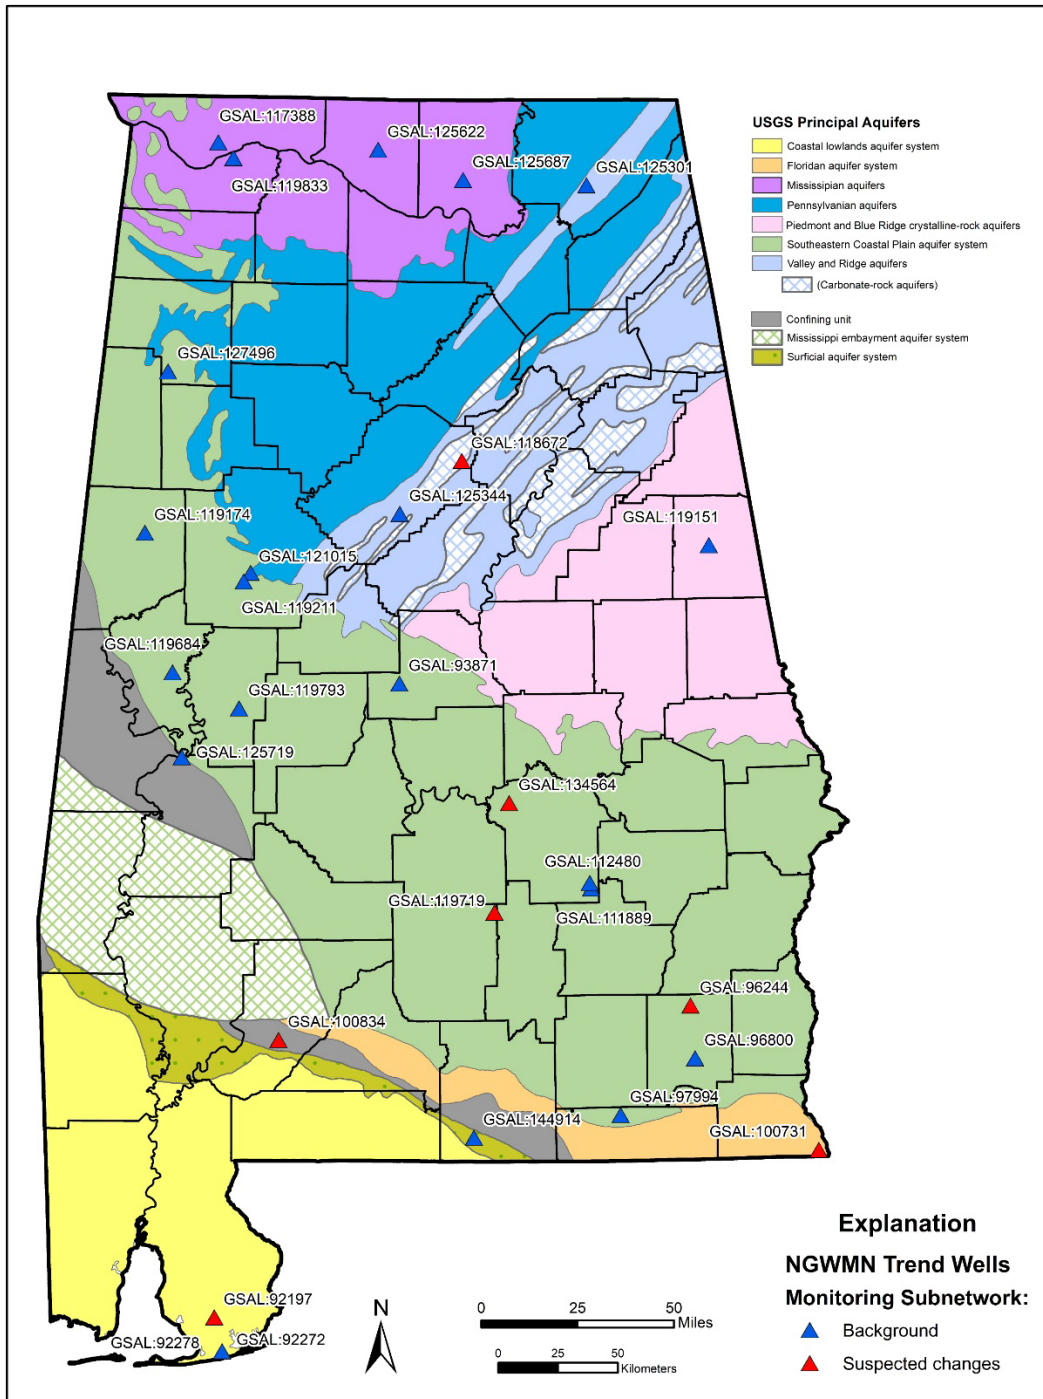 GSAL:117388
GSAL:125622
GSAL:125687
GSAL:125301
GSAL:119833
USGS Principal Aquifers
Coastal lowlands aquifer system
Floridan aquifer system
Mississipian aquifers
Pennsylvanian aquifers
Piedmont and Blue Ridge crystalline-rock aquifers
Southeastern Coastal Plain aquifer system
Valley and Ridge aquifers
(Carbonate-rock aquifers)
Confining unit
Mississippi embayment aquifer system
Surficial aquifer system
GSAL:127496
GSAL:118672
GSAL:125344
GSAL:119174
GSAL:119151
GSAL:121015
GSAL:119211
GSAL:119684
GSAL:93871
GSAL:119793
GSAL:125719
GSAL:134564
GSAL:112480
GSAL:119719
GSAL:111889
GSAL:96244
GSAL:100834
GSAL:96800
GSAL:97994
GSAL:144914
GSAL:100731
GSAL:92197
GSAL:92278
GSAL:92272
N
0 25 50
Miles
0 25 50
Kilometers
Explanation
NGWMN Trend Wells
Monitoring Subnetwork:
Background
Suspected changes